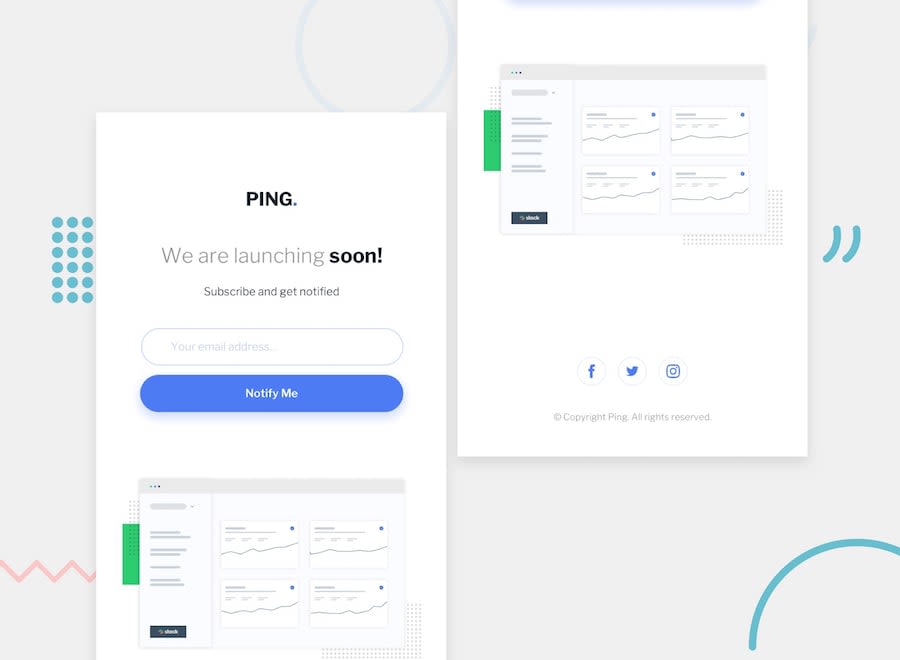 PING.
We are launching soon!
Subscribe and get notified
Your email address...
Notify Me
slack
slack
© Copyright Ping. All rights reserved.